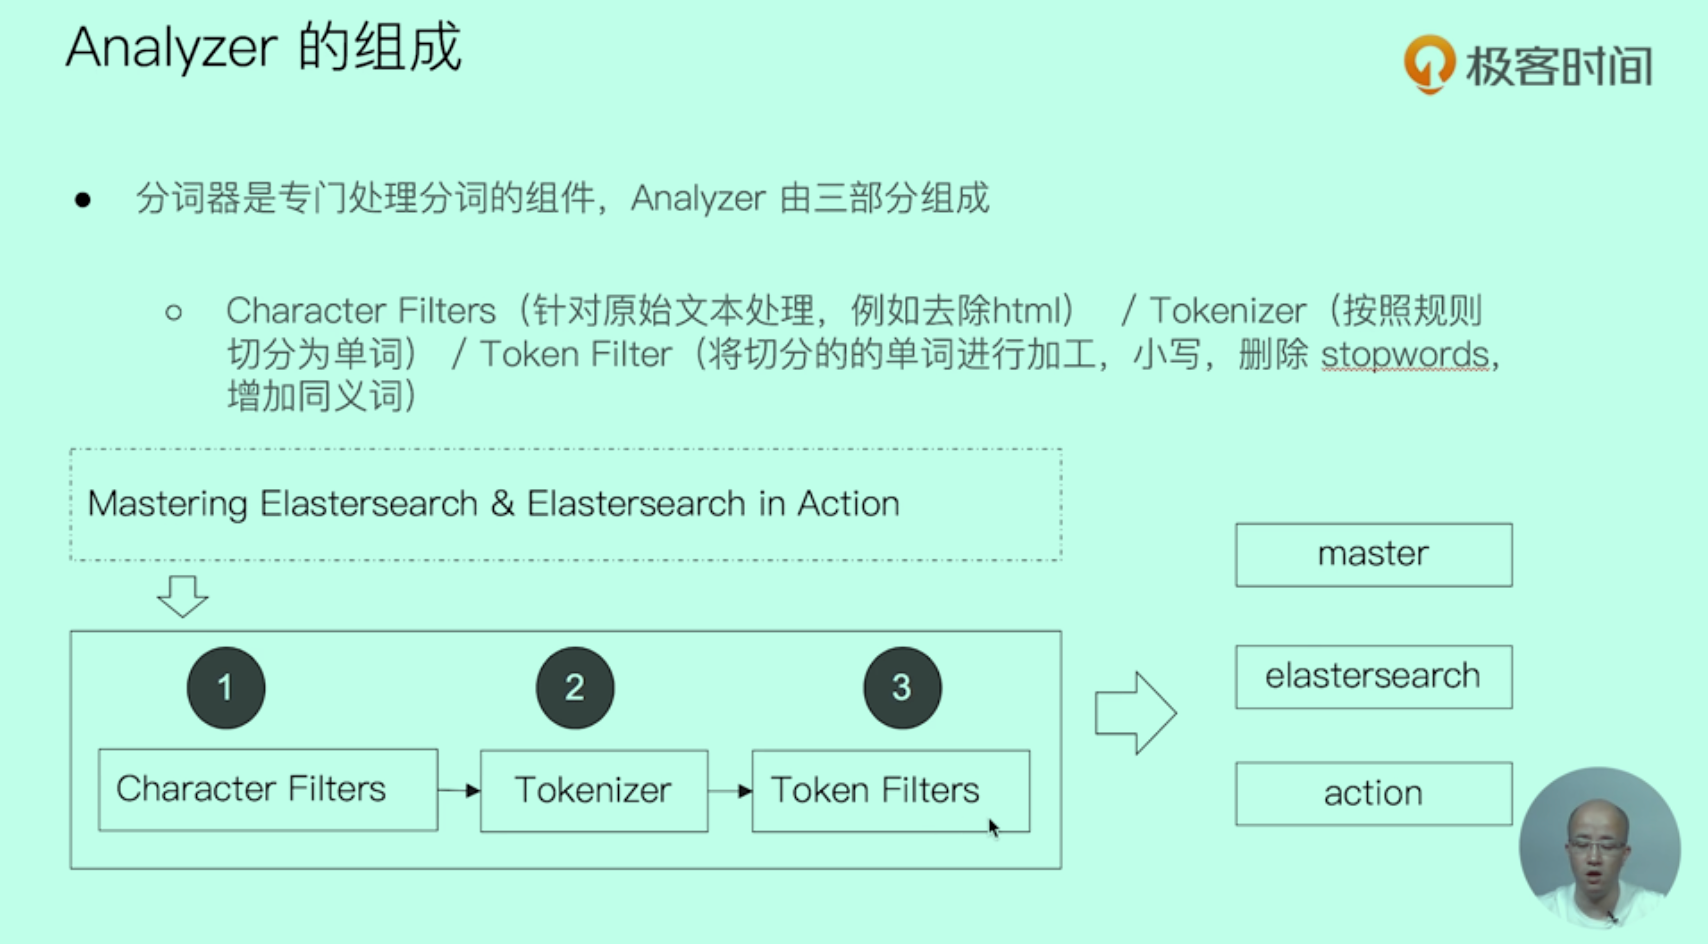 Analyzer 的组成
极客时间
● 分词器是专门处理分词的组件，Analyzer 由三部分组成
○ Character Filters（针对原始文本处理，例如去除html） / Tokenizer（按照规则
切分为单词） / Token Filter（将切分的的单词进行加工，小写，删除 stopwords，
增加同义词）
Mastering Elastersearch & Elastersearch in Action
1
2
3
Character Filters
Tokenizer
Token Filters
master
elastersearch
action